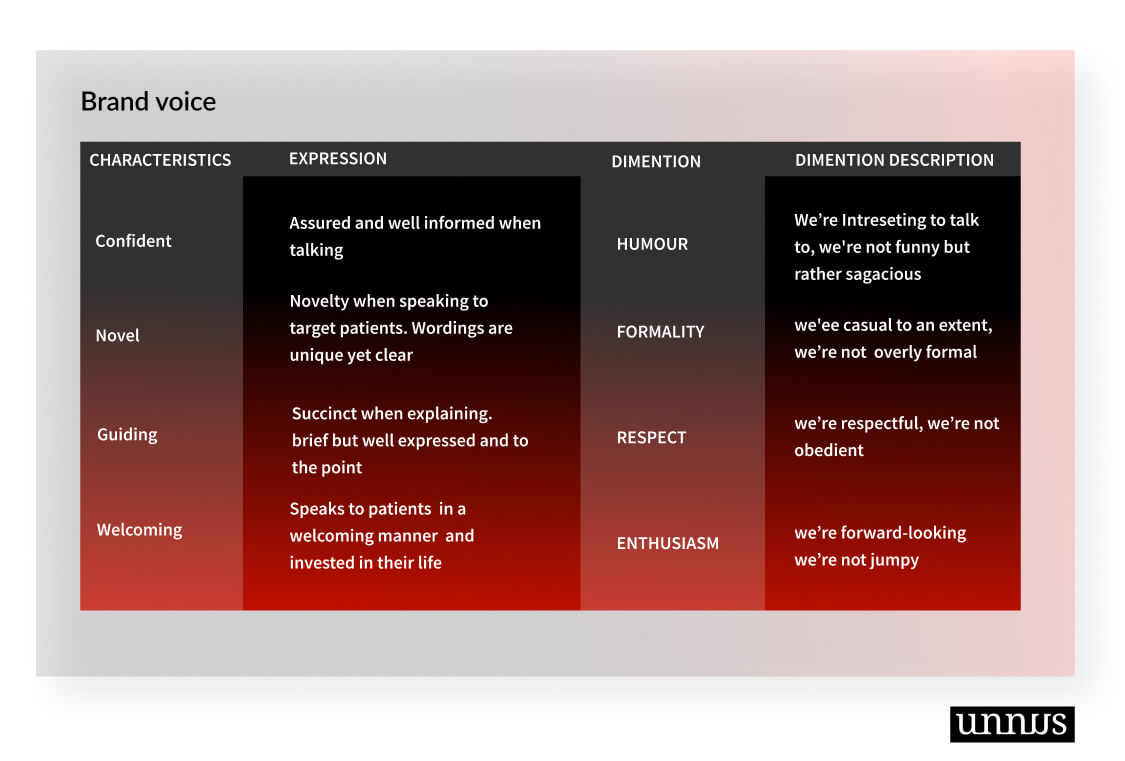 Brand voice
CHARACTERISTICS EXPRESSION DIMENTION DIMENTION DESCRIPTION
Confident
Assured and well informed when
talking
HUMOUR
We’re Intreseting to talk
to, we're not funny but
rather sagacious
Novel
Novelty when speaking to
target patients. Wordings are
unique yet clear
FORMALITY
we'ee casual to an extent,
we’re not overly formal
Guiding
Succinct when explaining.
brief but well expressed and to
the point
RESPECT
we’re respectful, we’re not
obedient
Welcoming
Speaks to patients in a
welcoming manner and
invested in their life
ENTHUSIASM
we’re forward-looking
we’re not jumpy
unnus